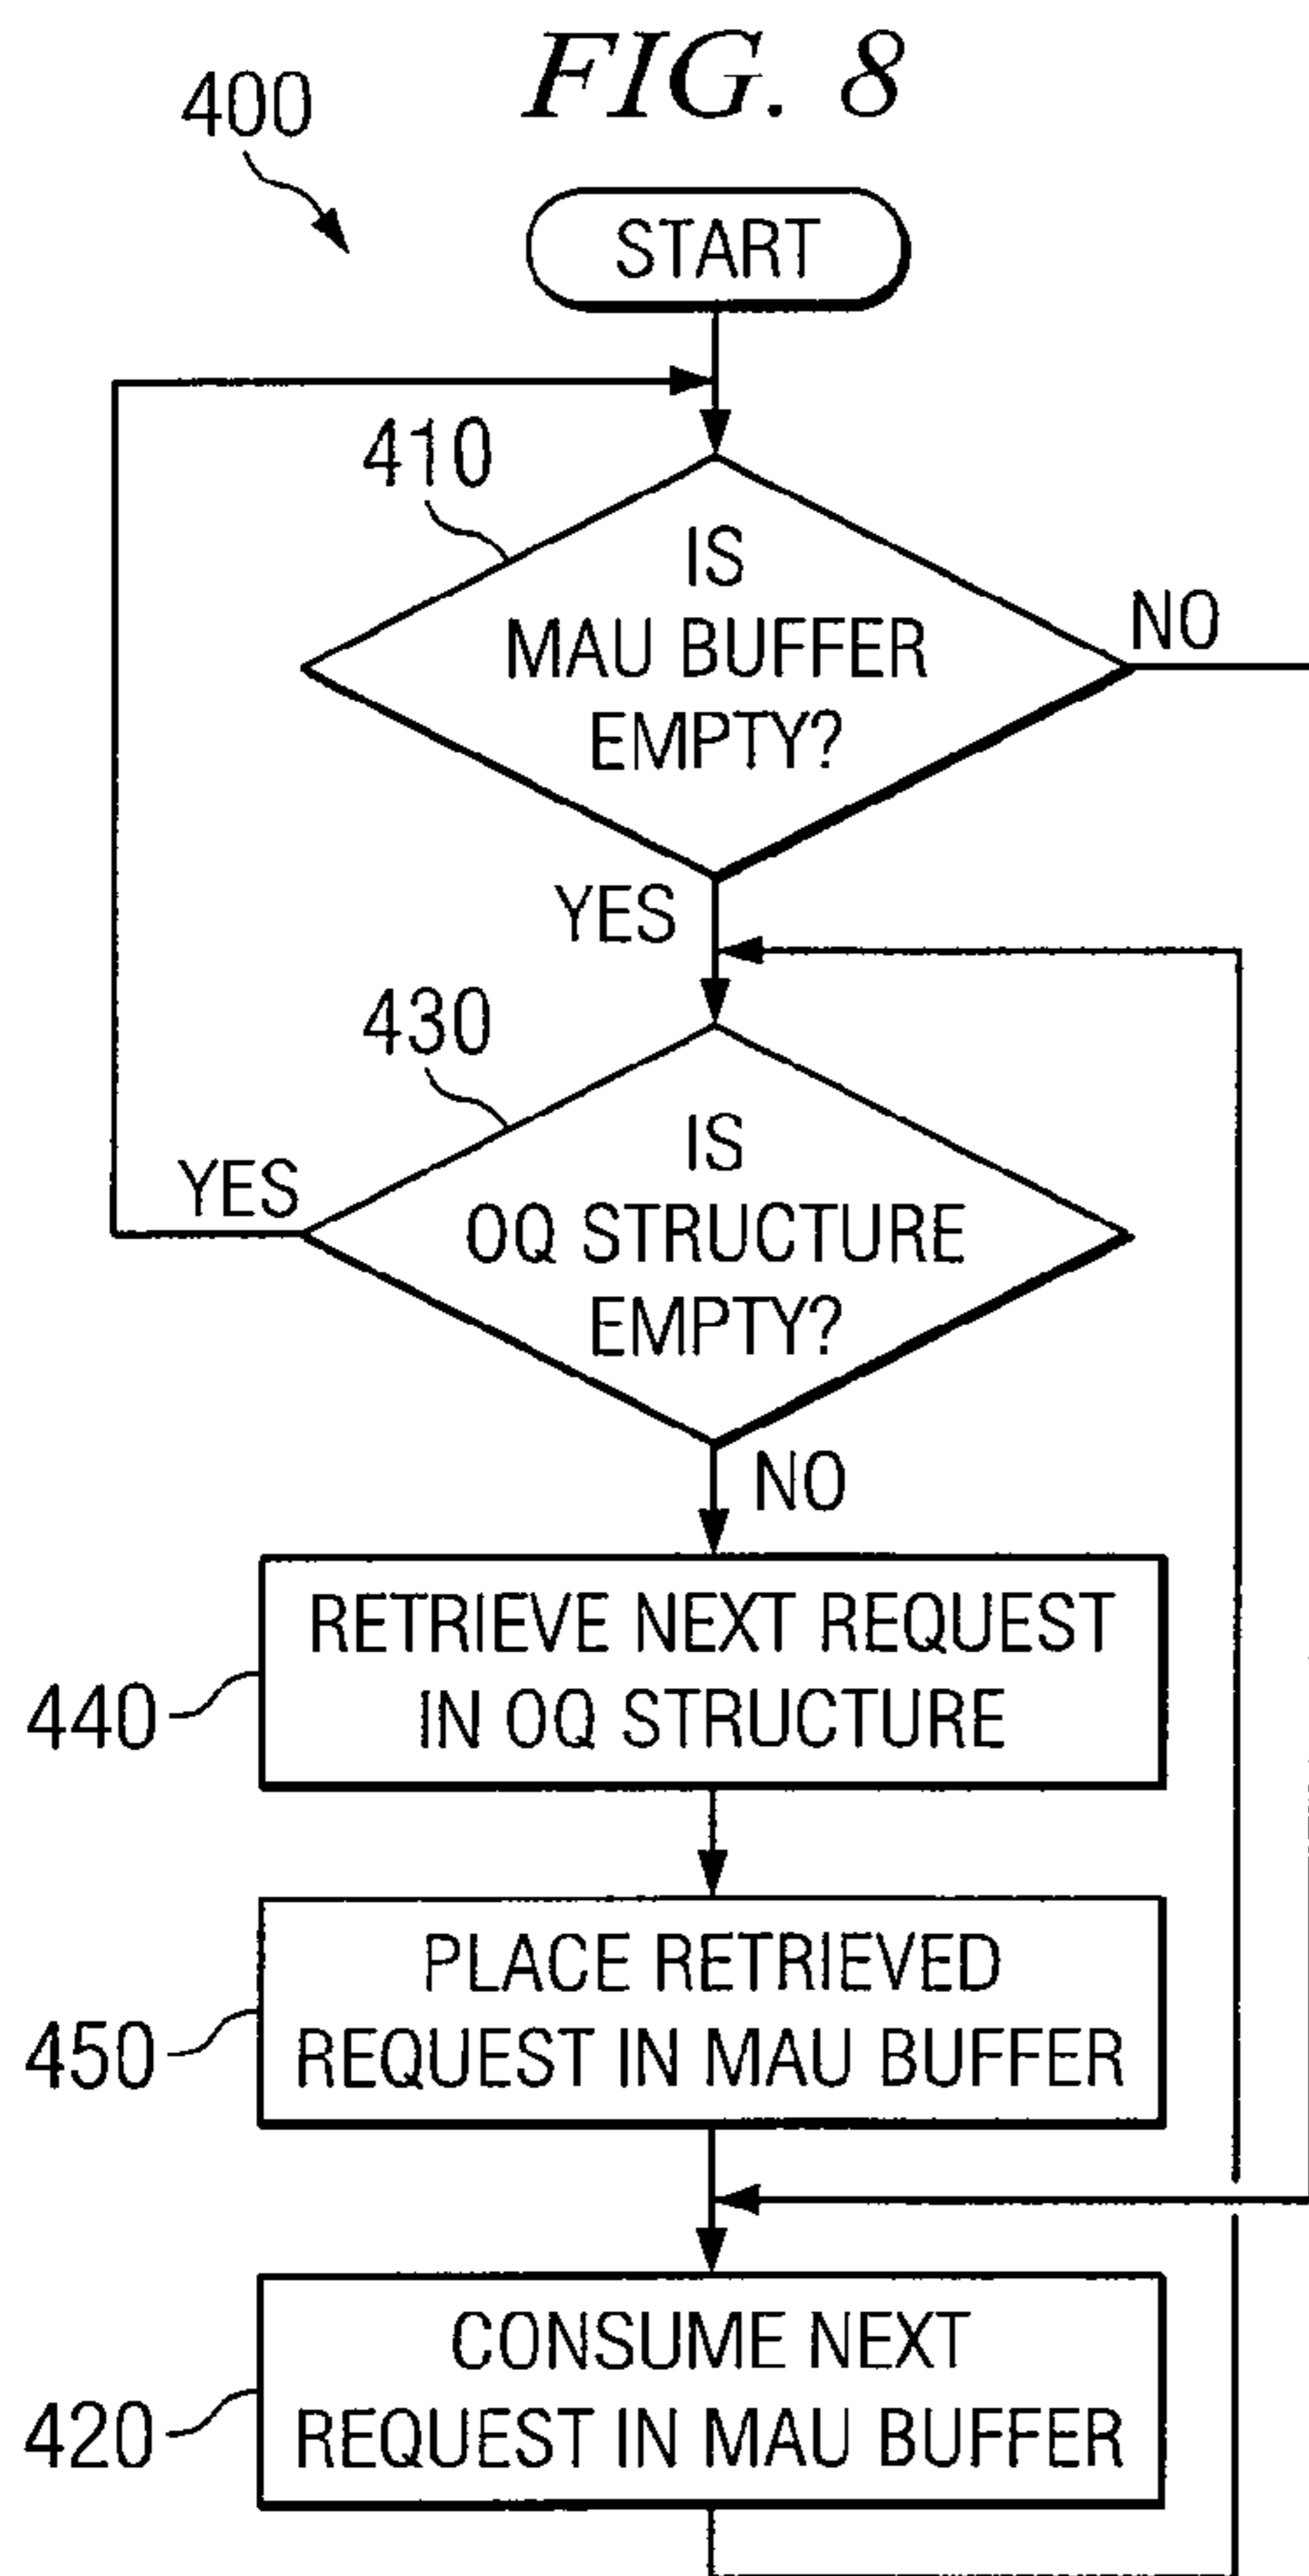 FIG. 8
400
START
410
IS
MAU BUFFER
EMPTY?
NO
YES
430
IS
OQ STRUCTURE
EMPTY?
YES
NO
RETRIEVE NEXT REQUEST
IN OQ STRUCTURE
440
PLACE RETRIEVED
REQUEST IN MAU BUFFER
450
CONSUME NEXT
REQUEST IN MAU BUFFER
420